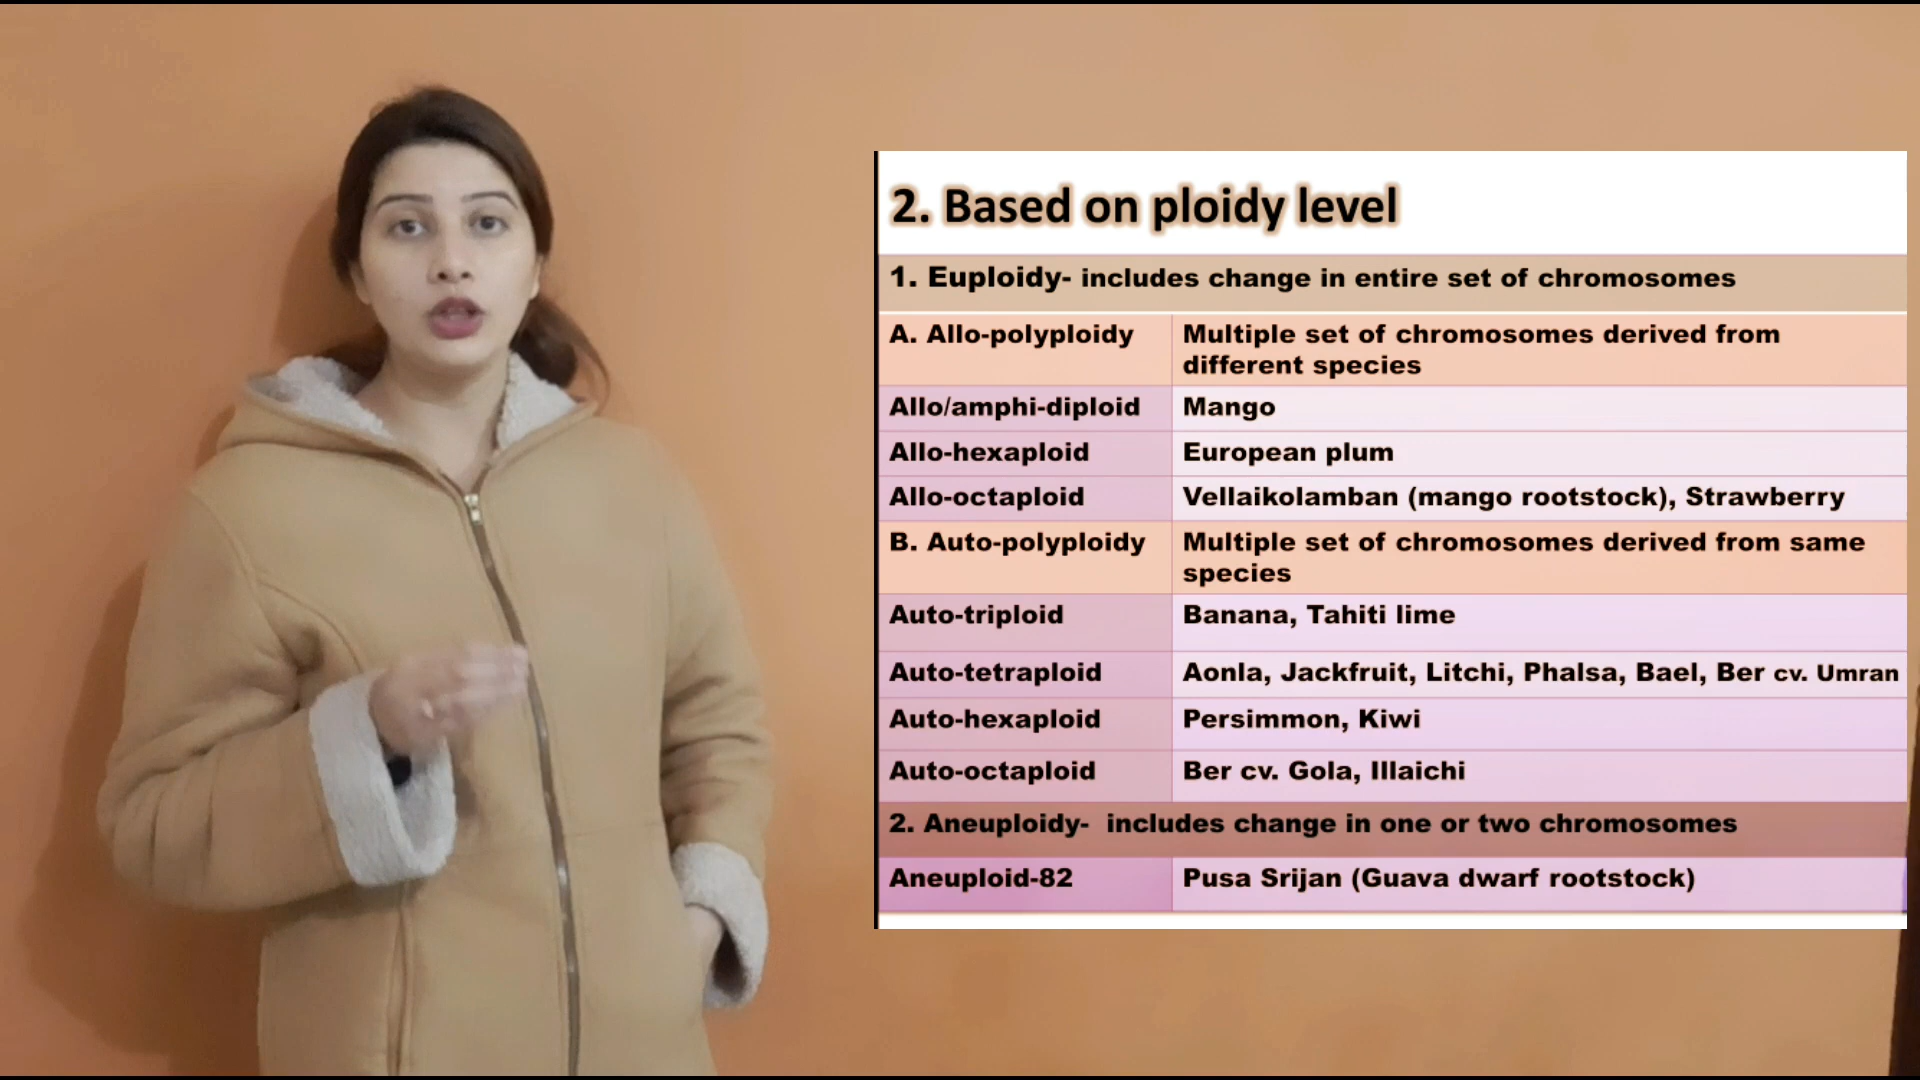 2. Based on ploidy level
1. Euploidy- includes change in entire set of chromosomes
A. Allo-polyploidy
Multiple set of chromosomes derived from
different species
Allo/amphi-diploid
Mango
Allo-hexaploid
European plum
Allo-octaploid
Vellaikolamban (mango rootstock), Strawberry
B. Auto-polyploidy
Multiple set of chromosomes derived from same
species
Auto-triploid
Banana, Tahiti lime
Auto-tetraploid
Aonla, Jackfruit, Litchi, Phalsa, Bael, Ber cv. Umran
Auto-hexaploid
Persimmon, Kiwi
Auto-octaploid
Ber cv. Gola, Illaichi
2. Aneuploidy- includes change in one or two chromosomes
Aneuploid-82
Pusa Srijan (Guava dwarf rootstock)